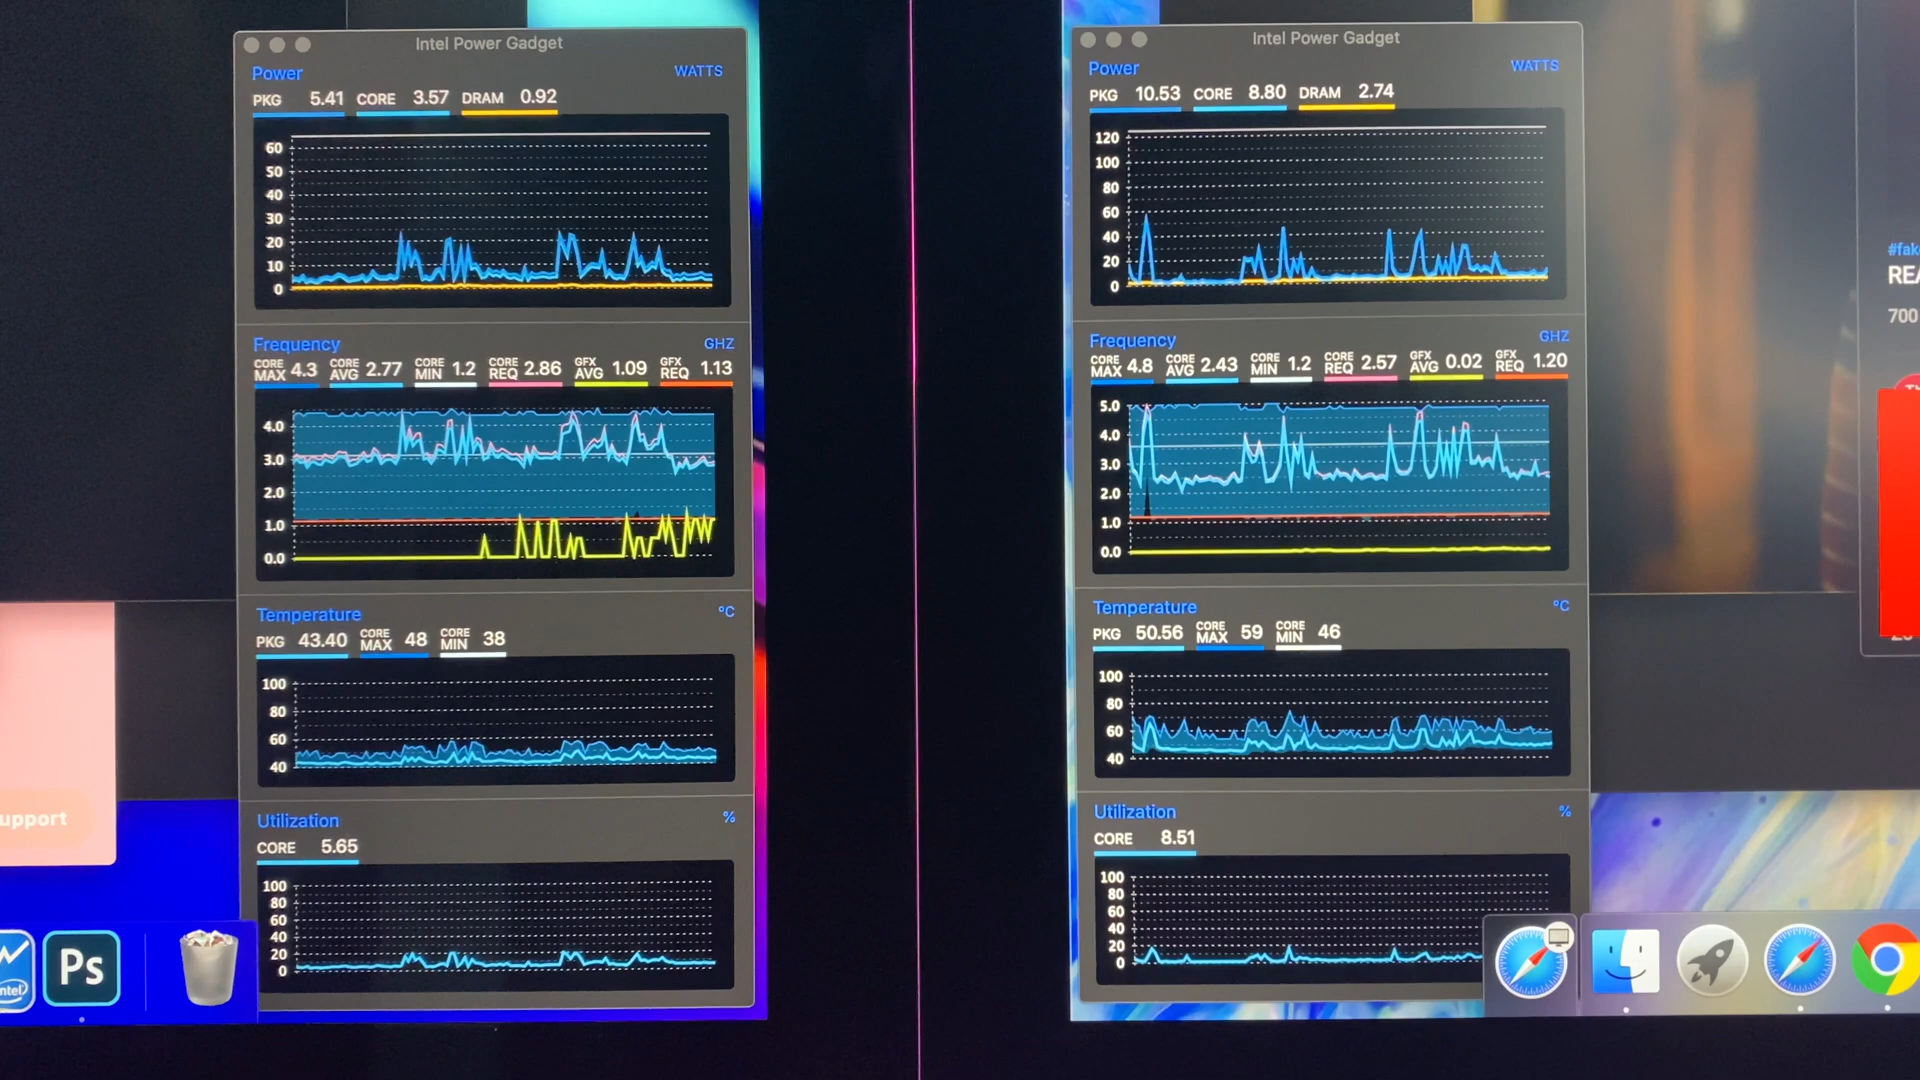 Intel Power Gadget
Power WATTS
PKG 5.41 CORE 3.57 DRAM 0.92
60
50
40
30
20
10
0
Frequency GHZ
CORE MAX 4.3 CORE AVG 2.77 CORE MIN 1.2 CORE REQ 2.86 GFX AVG 1.09 GFX REQ 1.13
4.0
3.0
2.0
1.0
0.0
Temperature °C
PKG 43.40 CORE MAX 48 CORE MIN 38
100
80
60
40
Utilization %
CORE 5.65
100
80
60
40
20
0
upport
intel
Ps
Intel Power Gadget
Power WATTS
PKG 10.53 CORE 8.80 DRAM 2.74
120
100
80
60
40
20
0
Frequency GHZ
CORE MAX 4.8 CORE AVG 2.43 CORE MIN 1.2 CORE REQ 2.57 GFX AVG 0.02 GFX REQ 1.20
5.0
4.0
3.0
2.0
1.0
0.0
Temperature °C
PKG 50.56 CORE MAX 59 CORE MIN 46
100
80
60
40
Utilization %
CORE 8.51
100
80
60
40
20
0
#fak
REA
700